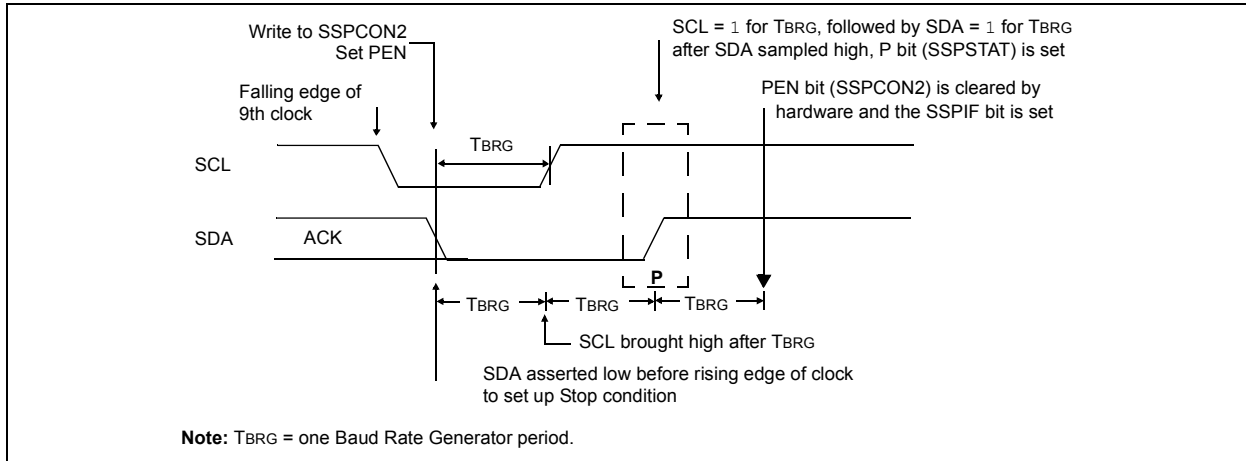 Write to SSPCON2
Set PEN
SCL = 1 for TBRG, followed by SDA = 1 for TBRG
after SDA sampled high, P bit (SSPSTAT) is set
Falling edge of
9th clock
PEN bit (SSPCON2) is cleared by
hardware and the SSPIF bit is set
TBRG
SCL
SDA
ACK
P
TBRG
TBRG
TBRG
SCL brought high after TBRG
SDA asserted low before rising edge of clock
to set up Stop condition
Note: TBRG = one Baud Rate Generator period.